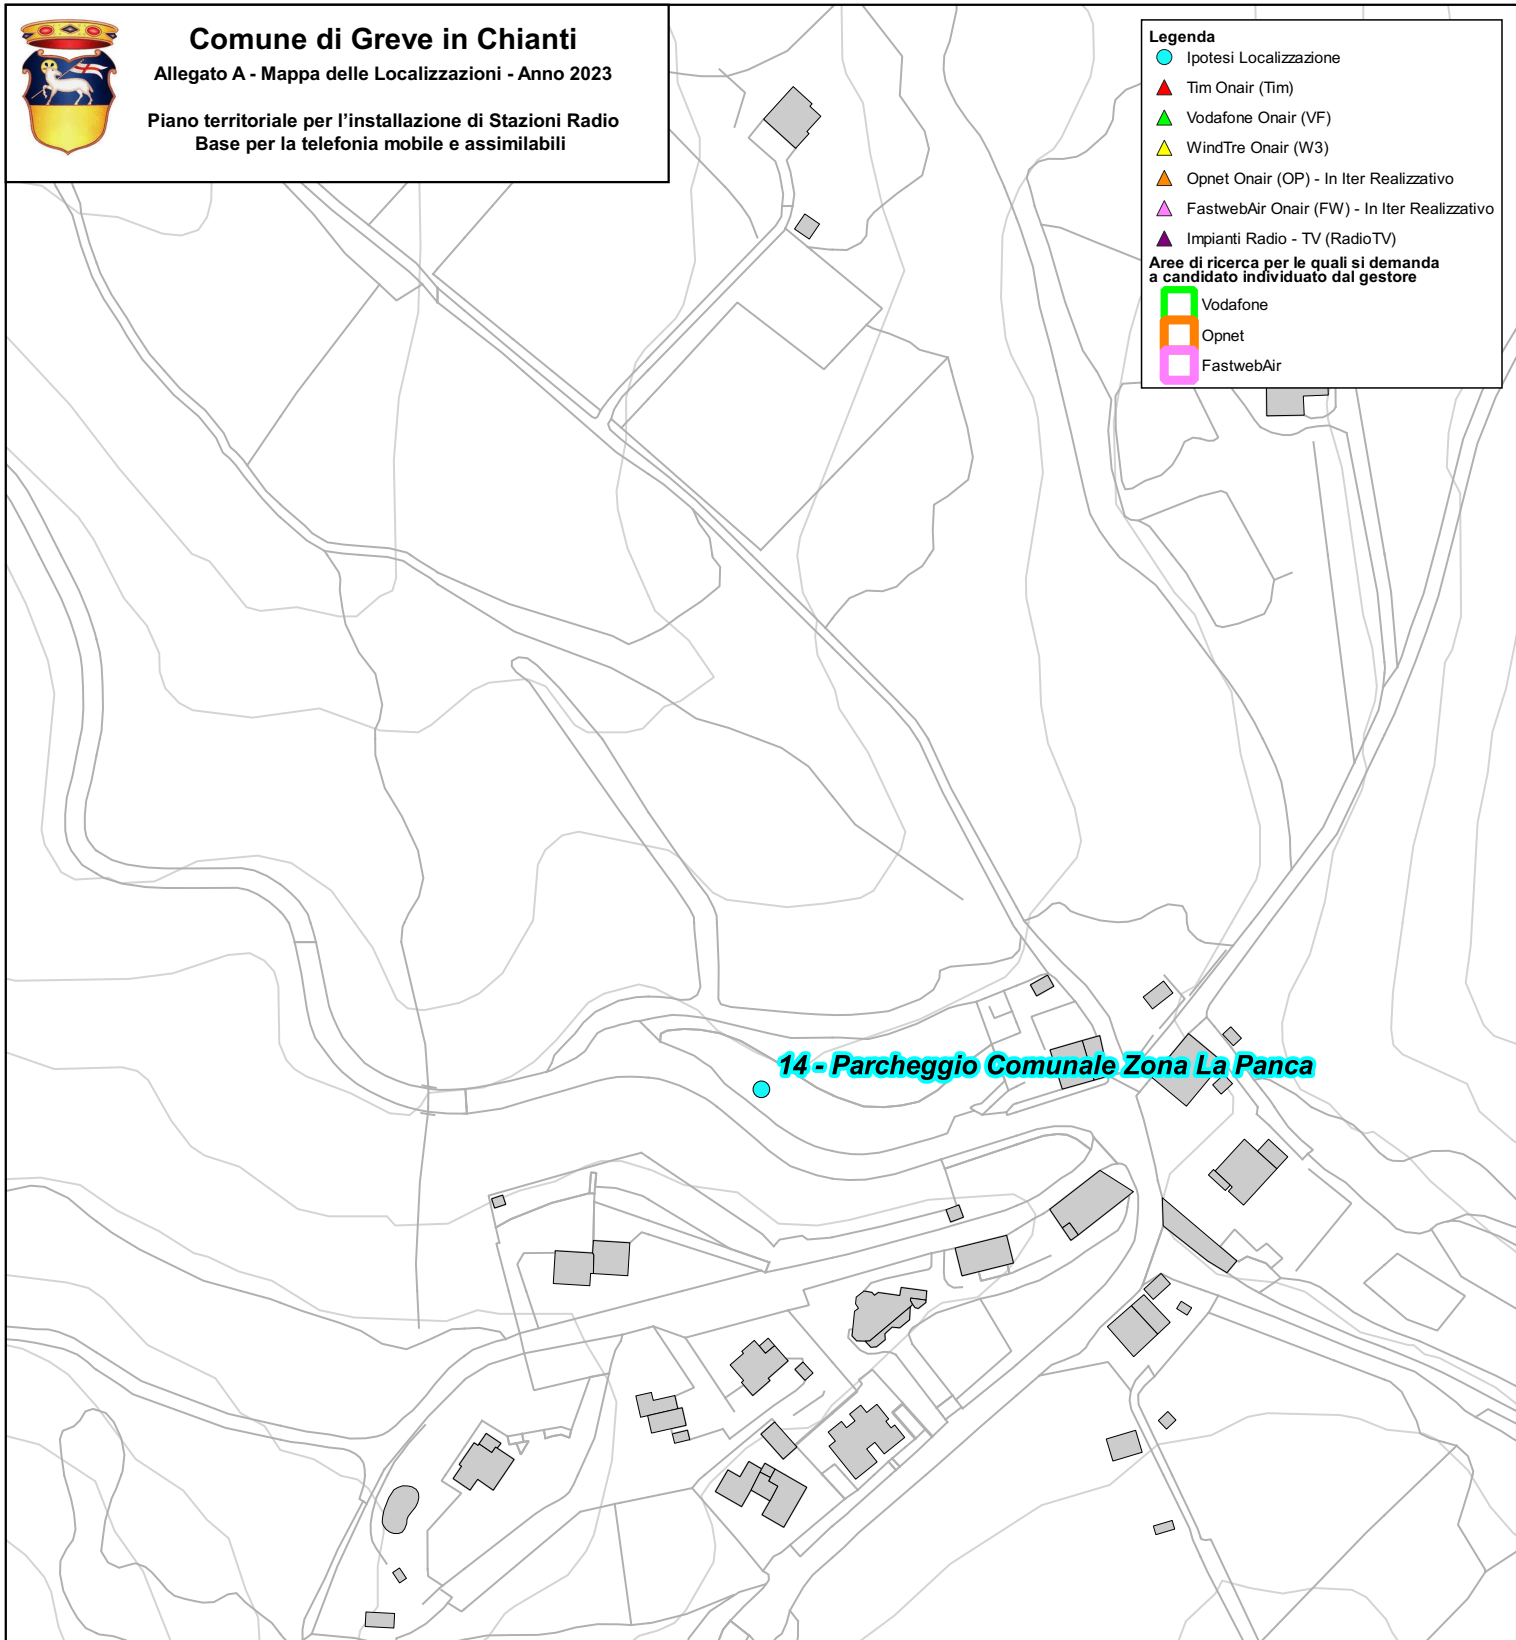 Comune di Greve in Chianti
Allegato A - Mappa delle Localizzazioni - Anno 2023
Piano territoriale per l'installazione di Stazioni Radio
Base per la telefonia mobile e assimilabili
Legenda
Ipotesi Localizzazione
Tim Onair (Tim)
Vodafone Onair (VF)
WindTre Onair (W3)
Opnet Onair (OP) - In Iter Realizzativo
FastwebAir Onair (FW) - In Iter Realizzativo
Impianti Radio - TV (RadioTV)
Aree di ricerca per le quali si demanda
a candidato individuato dal gestore
Vodafone
Opnet
FastwebAir
14 - Parcheggio Comunale Zona La Panca